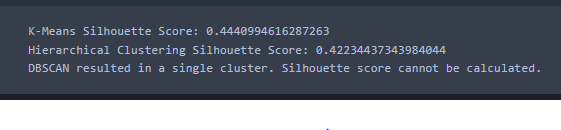 K-Means Silhouette Score: 0.4440994616287263
Hierarchical Clustering Silhouette Score: 0.42234437343984044
DBSCAN resulted in a single cluster. Silhouette score cannot be calculated.